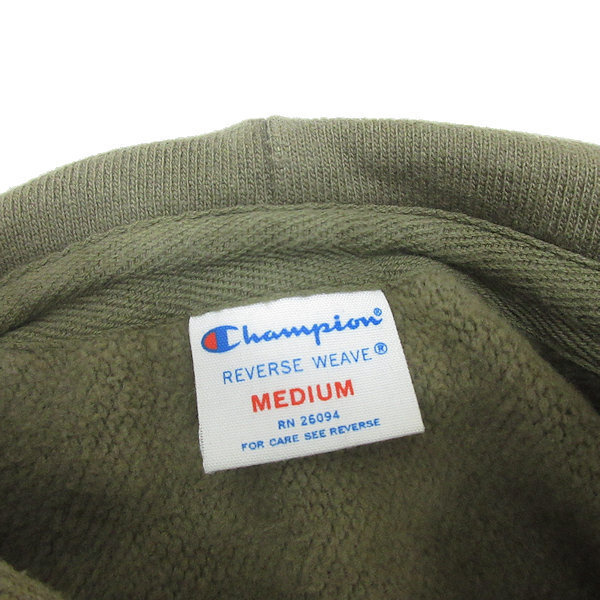 Champion
REVERSE WEAVE®
MEDIUM
RN 26094
FOR CARE SEE REVERSE